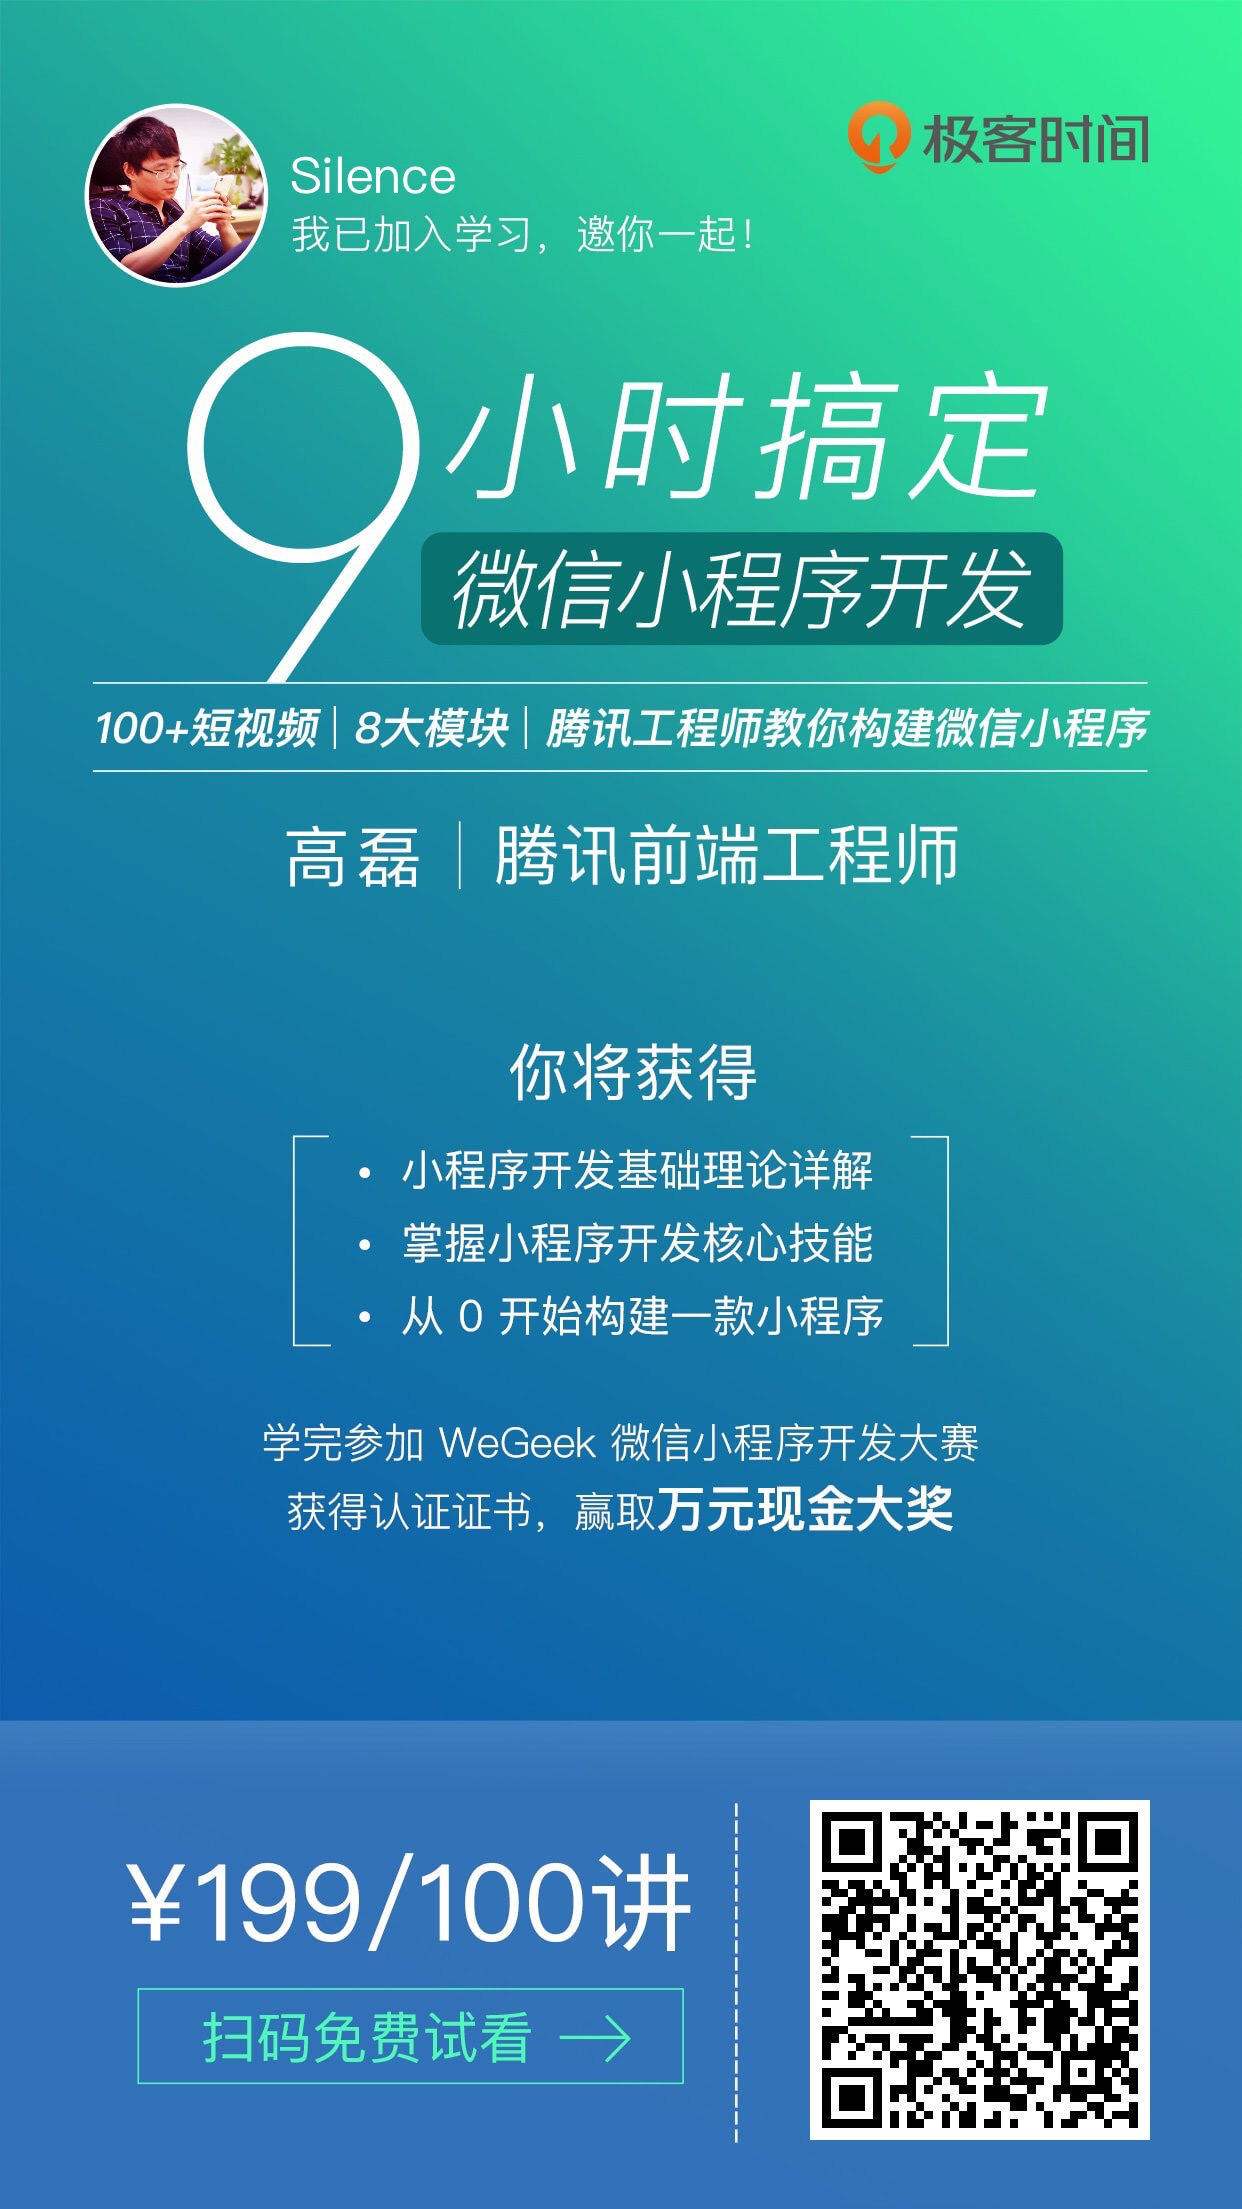 Silence
极客时间
我已加入学习，邀你一起！
9小时搞定
微信小程序开发
100+短视频｜8大模块｜腾讯工程师教你构建微信小程序
高磊｜腾讯前端工程师
你将获得
• 小程序开发基础理论详解
• 掌握小程序开发核心技能
• 从 0 开始构建一款小程序
学完参加 WeGeek 微信小程序开发大赛
获得认证证书，赢取万元现金大奖
¥199/100讲
扫码免费试看 →